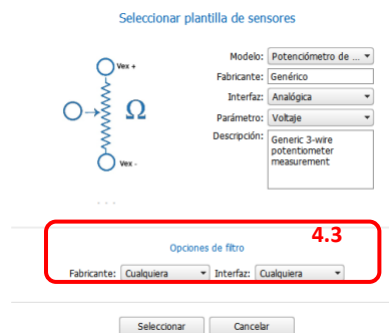 Seleccionar plantilla de sensores
Vex +
Ω
Vex -
Modelo: Potenciómetro de ...
Fabricante: Genérico
Interfaz: Analógica
Parámetro: Voltaje
Descripción: Generic 3-wire
potentiometer
measurement
. . .
4.3
Opciones de filtro
Fabricante: Cualquiera Interfaz: Cualquiera
Seleccionar Cancelar